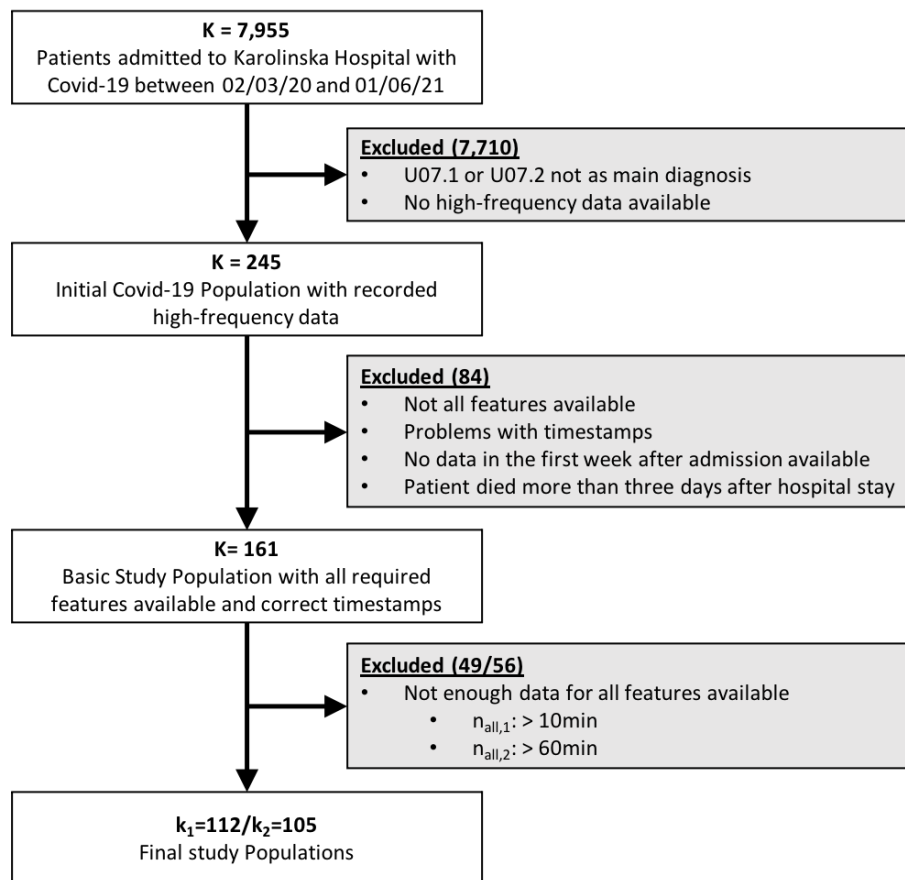 K = 7,955
Patients admitted to Karolinska Hospital with
Covid-19 between 02/03/20 and 01/06/21
Excluded (7,710)
• U07.1 or U07.2 not as main diagnosis
• No high-frequency data available
K = 245
Initial Covid-19 Population with recorded
high-frequency data
Excluded (84)
• Not all features available
• Problems with timestamps
• No data in the first week after admission available
• Patient died more than three days after hospital stay
K= 161
Basic Study Population with all required
features available and correct timestamps
Excluded (49/56)
• Not enough data for all features available
• n_all,1: > 10min
• n_all,2: > 60min
k₁=112/k₂=105
Final study Populations